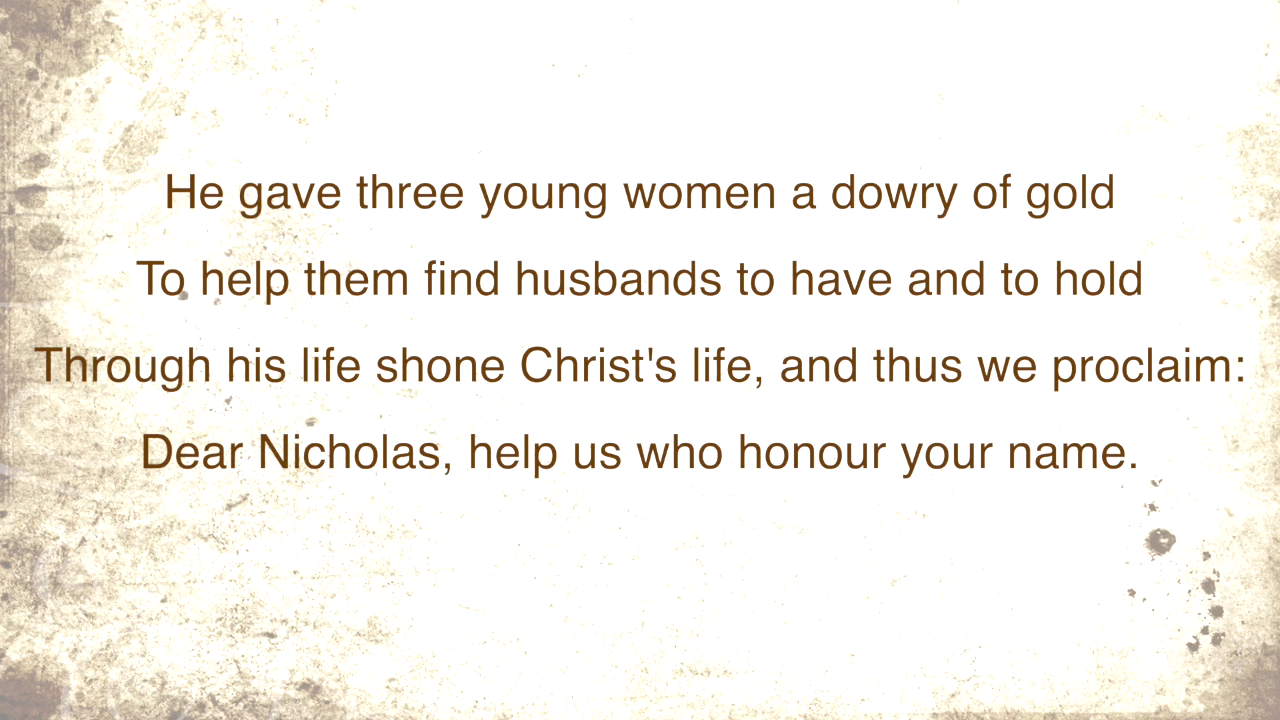 He gave three young women a dowry of gold
To help them find husbands to have and to hold
Through his life shone Christ's life, and thus we proclaim:
Dear Nicholas, help us who honour your name.